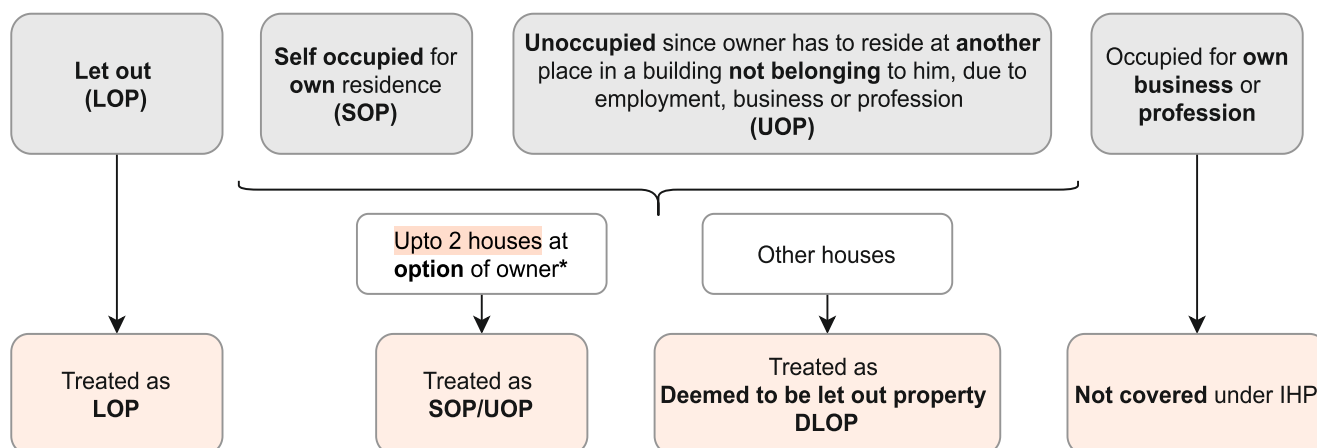 Let out
(LOP)
Self occupied for
own residence
(SOP)
Unoccupied since owner has to reside at another
place in a building not belonging to him, due to
employment, business or profession
(UOP)
Occupied for own
business or
profession
Upto 2 houses at
option of owner*
Other houses
Treated as
LOP
Treated as
SOP/UOP
Treated as
Deemed to be let out property
DLOP
Not covered under IHP